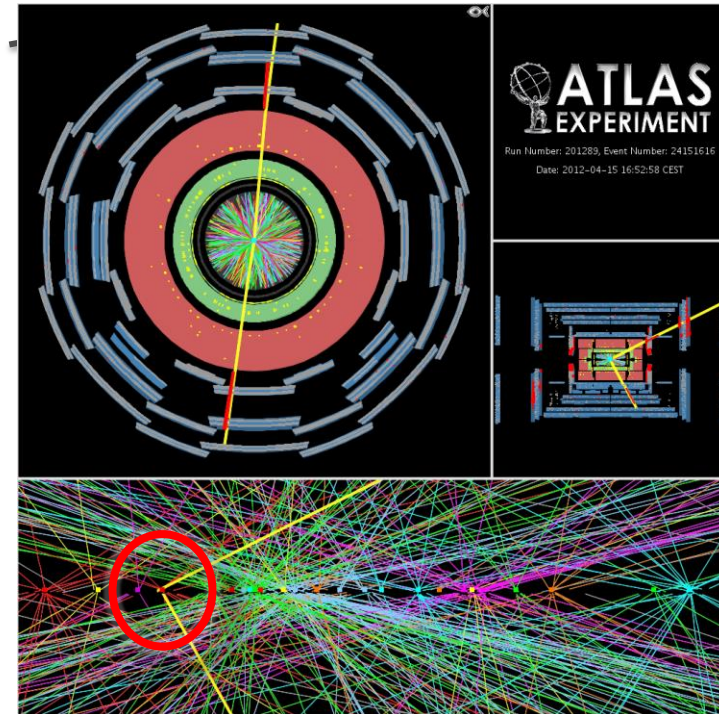 ATLAS
EXPERIMENT
Run Number: 201289, Event Number: 24151616
Date: 2012-04-15 16:52:58 CEST